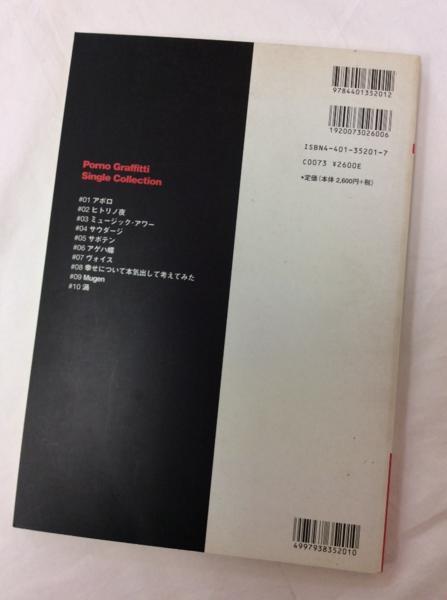 9784401352012
1920073026006
ISBN4-401-35201-7
C0073 ¥2600E
•定価(本体 2,600円+税)
Porno Graffitti
Single Collection
#01 アポロ
#02 ヒトリノ夜
#03 ミュージック・アワー
#04 サウダージ
#05 サボテン
#06 アゲハ蝶
#07 ヴォイス
#08 幸せについて本気出して考えてみた
#09 Mugen
#10 渦
4997938352010